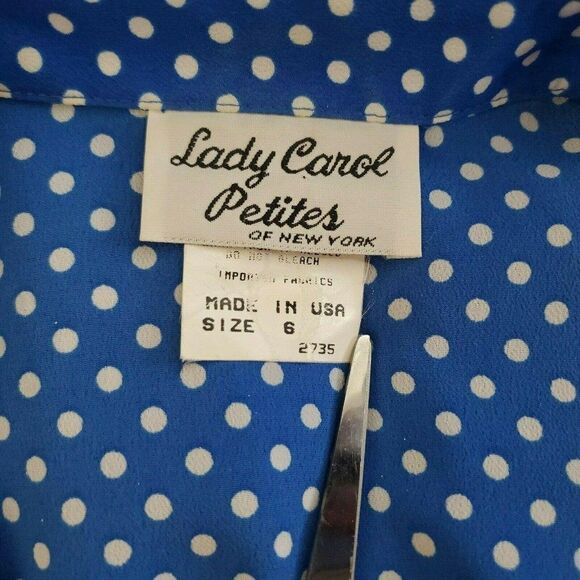 Lady Carol
Petites
OF NEW YORK
DO NOT BLEACH
IMPORTED FABRICS
MADE IN USA
SIZE 6
2735